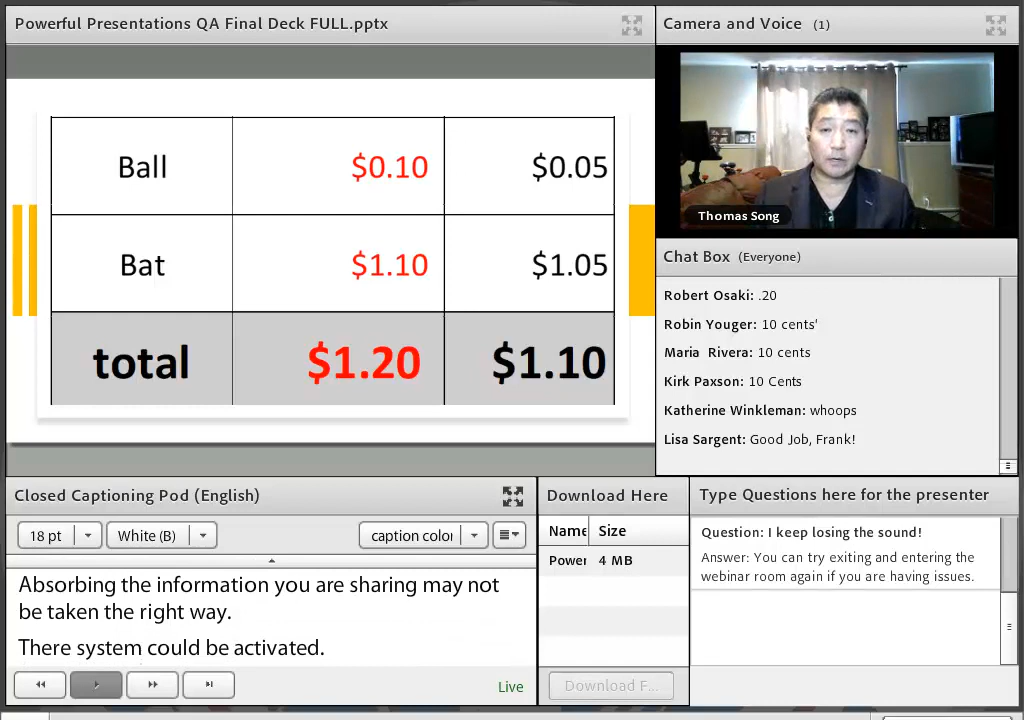 Powerful Presentations QA Final Deck FULL.pptx
Ball $0.10 $0.05
Bat $1.10 $1.05
total $1.20 $1.10
Camera and Voice (1)
Thomas Song
Chat Box (Everyone)
Robert Osaki: .20
Robin Youger: 10 cents'
Maria Rivera: 10 cents
Kirk Paxson: 10 Cents
Katherine Winkleman: whoops
Lisa Sargent: Good Job, Frank!
Closed Captioning Pod (English)
18 pt White (B) caption color
Absorbing the information you are sharing may not
be taken the right way.
There system could be activated.
Live
Download Here
Name Size
Power 4 MB
Download F...
Type Questions here for the presenter
Question: I keep losing the sound!
Answer: You can try exiting and entering the
webinar room again if you are having issues.